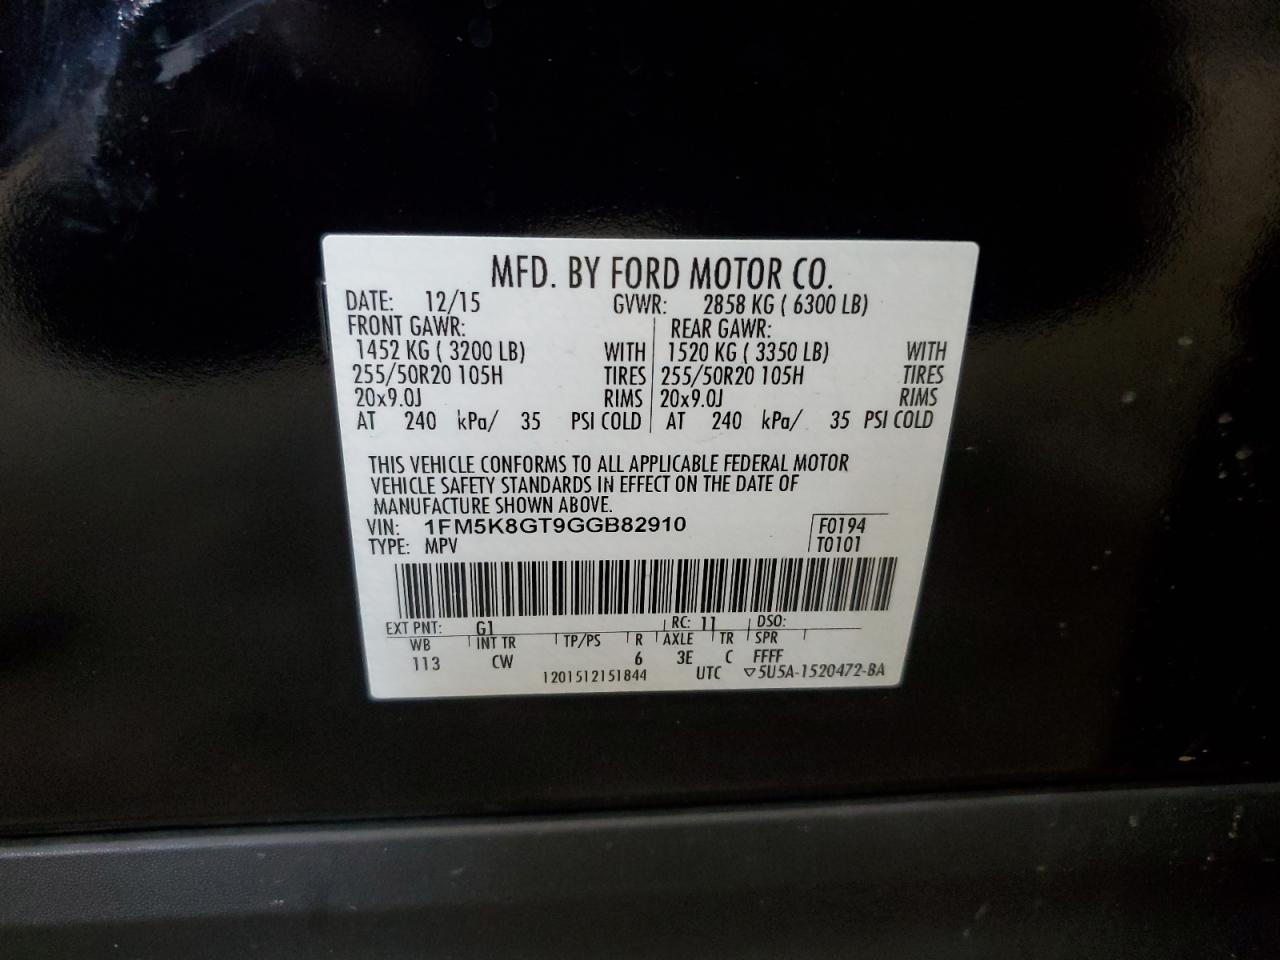 MFD. BY FORD MOTOR CO.
DATE: 12/15 GVWR: 2858 KG ( 6300 LB)
FRONT GAWR: REAR GAWR:
1452 KG ( 3200 LB) WITH 1520 KG ( 3350 LB) WITH
255/50R20 105H TIRES 255/50R20 105H TIRES
20x9.0J RIMS 20x9.0J RIMS
AT 240 kPa/ 35 PSI COLD AT 240 kPa/ 35 PSI COLD
THIS VEHICLE CONFORMS TO ALL APPLICABLE FEDERAL MOTOR
VEHICLE SAFETY STANDARDS IN EFFECT ON THE DATE OF
MANUFACTURE SHOWN ABOVE.
VIN: 1FM5K8GT9GGB82910 F0194
TYPE: MPV T0101
EXT PNT: G1 RC: 11 DSO:
WB INT TR TP/PS R AXLE TR SPR
113 CW 6 3E C FFFF
1201512151844 UTC ▽5U5A-1520472-BA